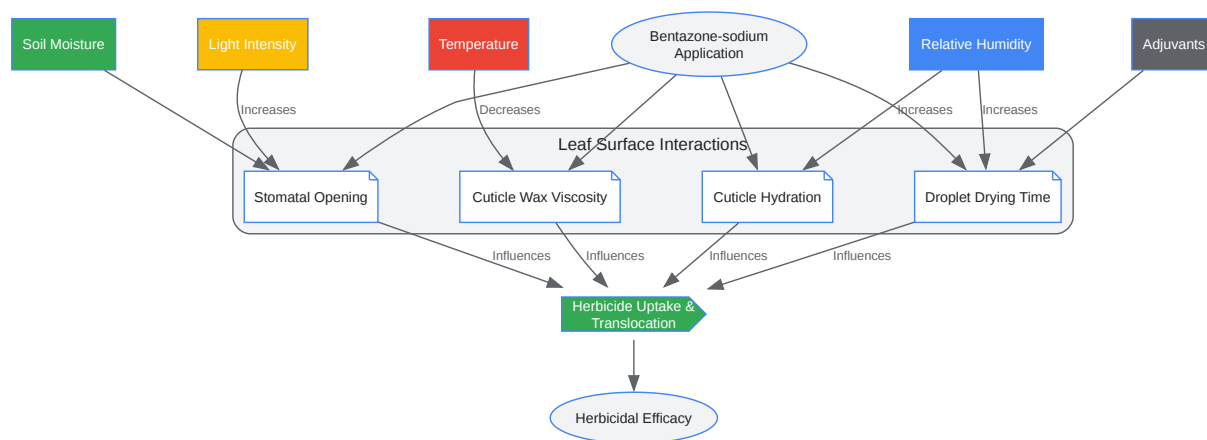 Soil Moisture
Light Intensity
Temperature
Bentazone-sodium
Application
Relative Humidity
Adjuvants
Increases
Decreases
Increases
Increases
Leaf Surface Interactions
Stomatal Opening
Cuticle Wax Viscosity
Cuticle Hydration
Droplet Drying Time
Influences
Influences
Influences
Influences
Herbicide Uptake &
Translocation
Herbicidal Efficacy